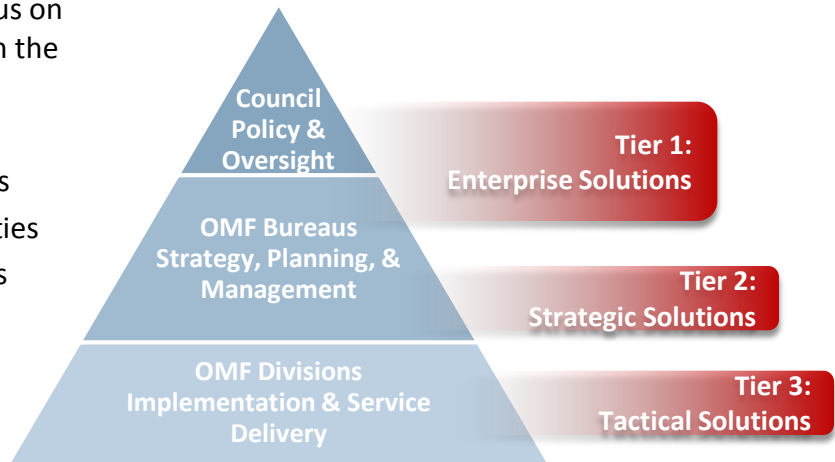 us on
the
s
ties
s
Council
Policy &
Oversight
Tier 1:
Enterprise Solutions
OMF Bureaus
Strategy, Planning, &
Management
Tier 2:
Strategic Solutions
OMF Divisions
Implementation & Service
Delivery
Tier 3:
Tactical Solutions